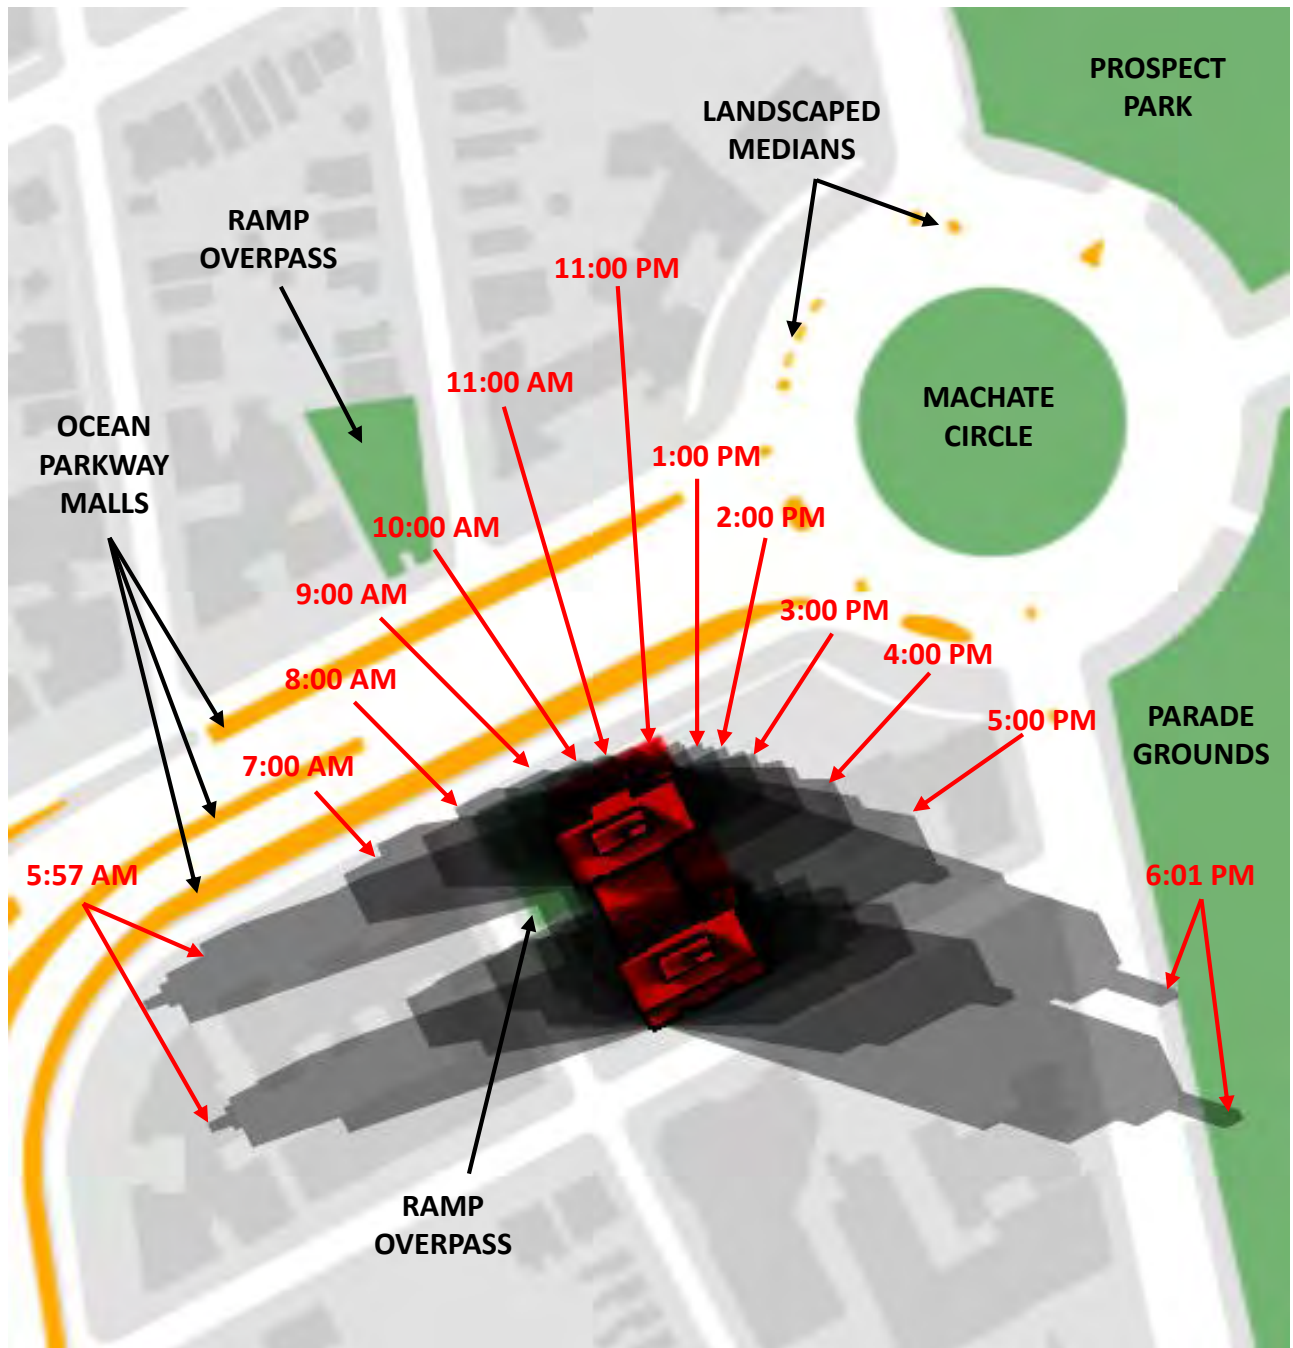 PROSPECT
PARK
LANDSCAPED
MEDIANS
RAMP
OVERPASS
11:00 PM
11:00 AM
MACHATE
CIRCLE
OCEAN
PARKWAY
MALLS
1:00 PM
2:00 PM
10:00 AM
9:00 AM
3:00 PM
4:00 PM
8:00 AM
5:00 PM
PARADE
GROUNDS
7:00 AM
5:57 AM
6:01 PM
RAMP
OVERPASS